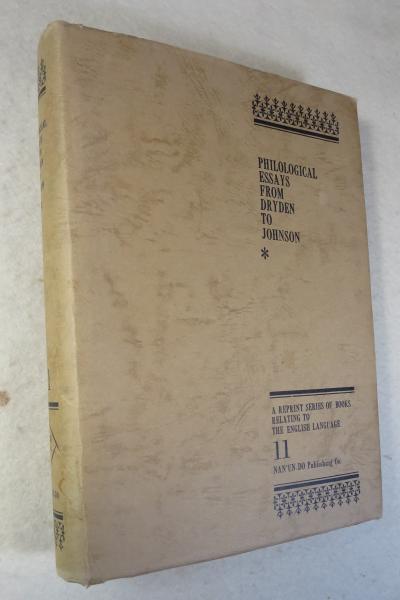 PHILOLOGICAL
ESSAYS
FROM
DRYDEN
TO
JOHNSON
*
A REPRINT SERIES OF BOOKS
RELATING TO
THE ENGLISH LANGUAGE
11
NAN'UN-DO Publishing Co.